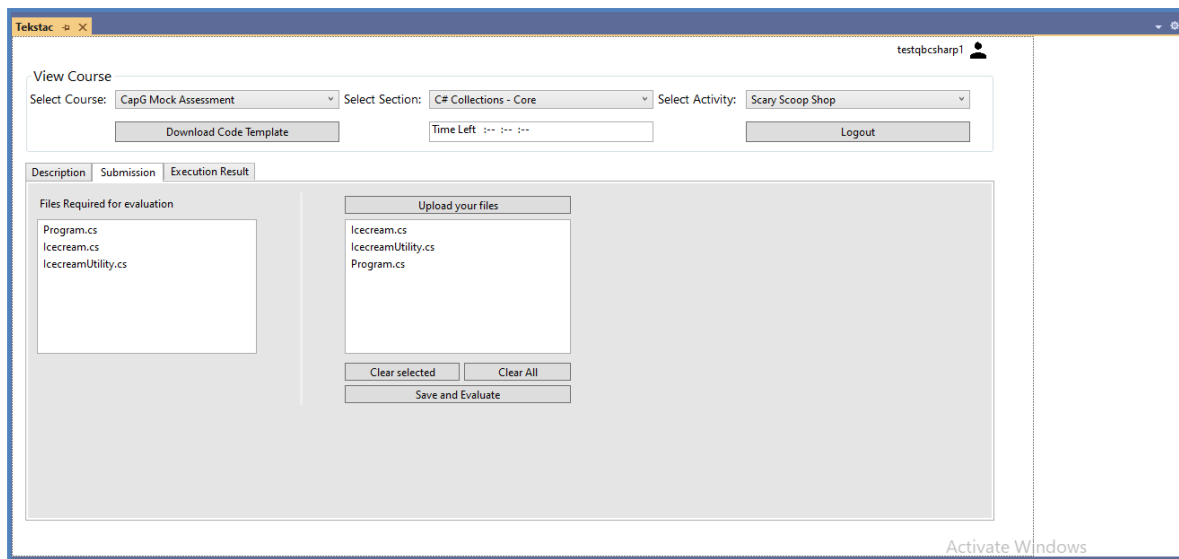 Tekstac
testqbcsharp1
View Course
Select Course: CapG Mock Assessment Select Section: C# Collections - Core Select Activity: Scary Scoop Shop
Download Code Template Time Left :-- :-- :-- Logout
Description Submission Execution Result
Files Required for evaluation
Program.cs
Icecream.cs
IcecreamUtility.cs
Upload your files
Icecream.cs
IcecreamUtility.cs
Program.cs
Clear selected Clear All
Save and Evaluate
Activate Windows